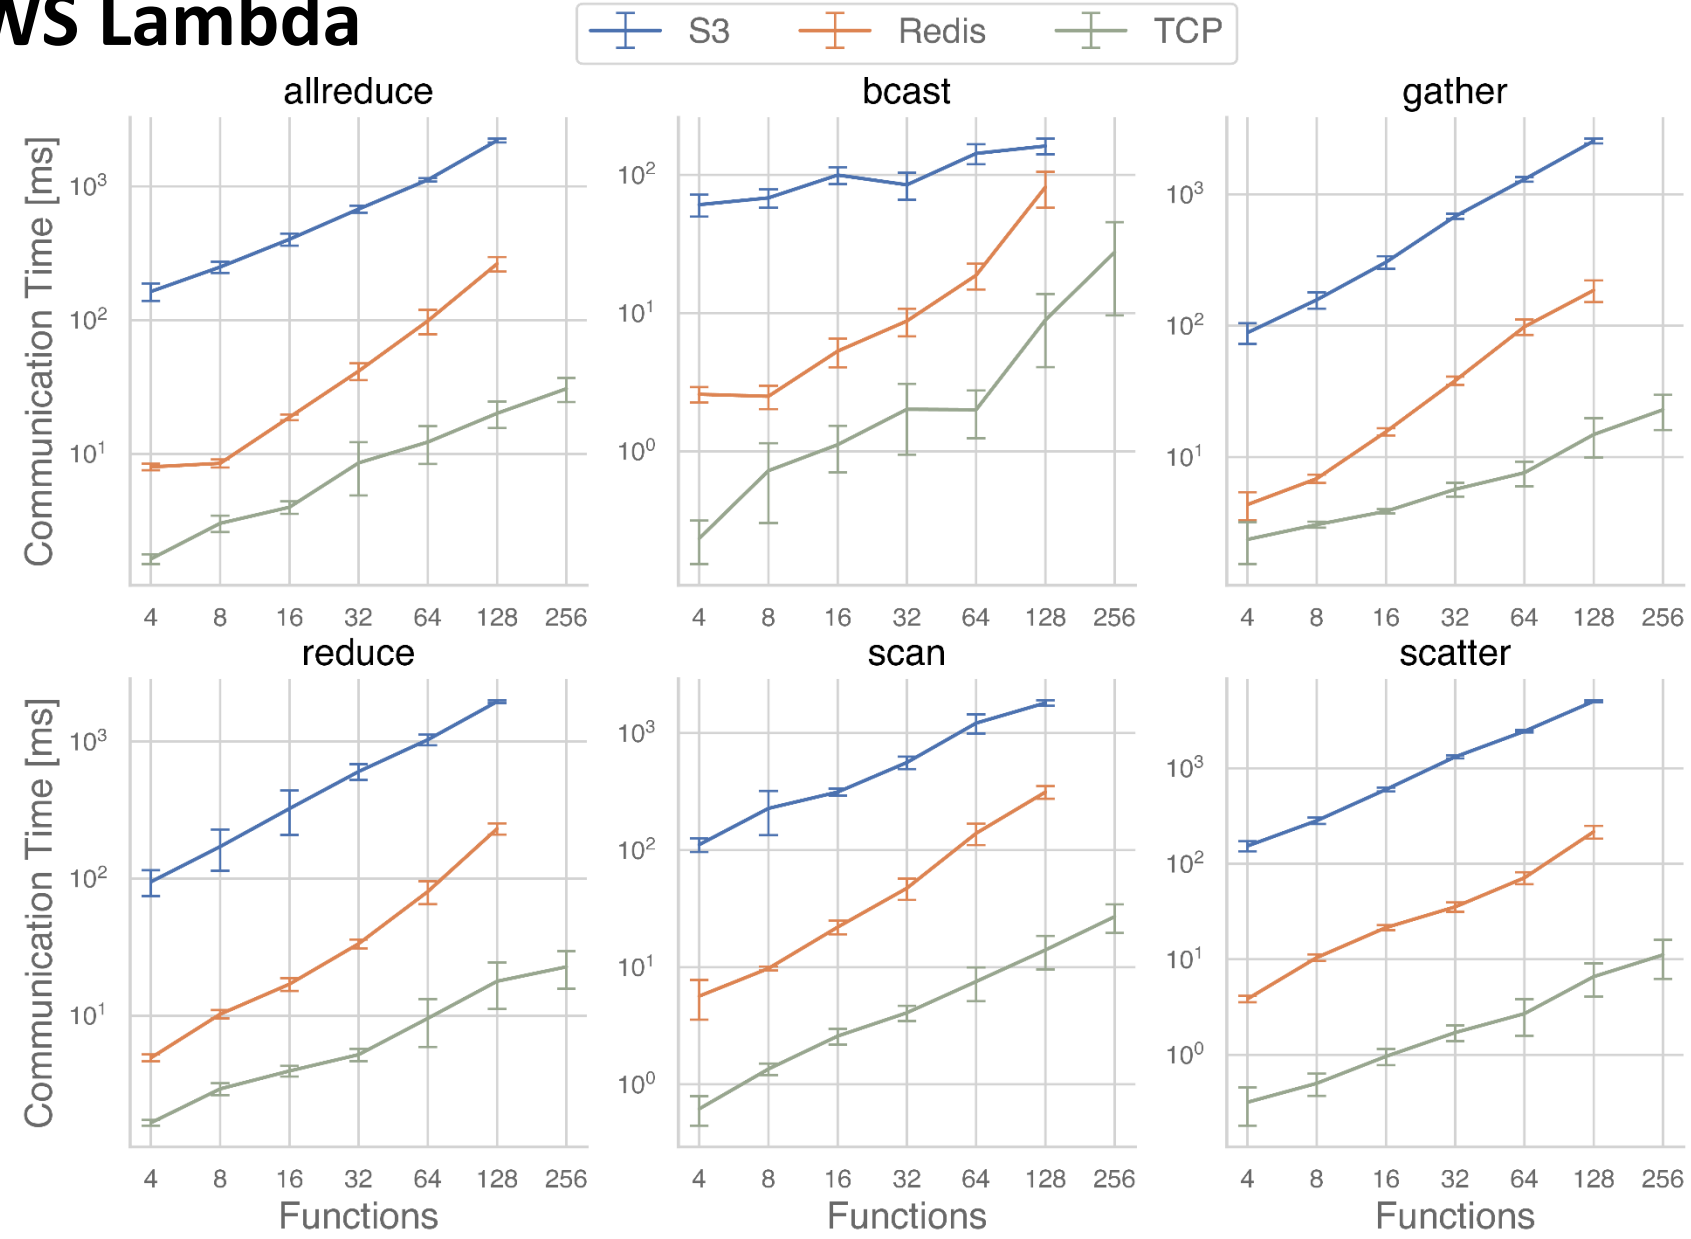 WS Lambda
S3 Redis TCP
allreduce bcast gather
Communication Time [ms]
10³
10²
10¹
4 8 16 32 64 128 256
10²
10¹
10⁰
4 8 16 32 64 128 256
10³
10²
10¹
4 8 16 32 64 128 256
reduce scan scatter
Communication Time [ms]
10³
10²
10¹
4 8 16 32 64 128 256
Functions
10³
10²
10¹
10⁰
4 8 16 32 64 128 256
Functions
10³
10²
10¹
10⁰
4 8 16 32 64 128 256
Functions